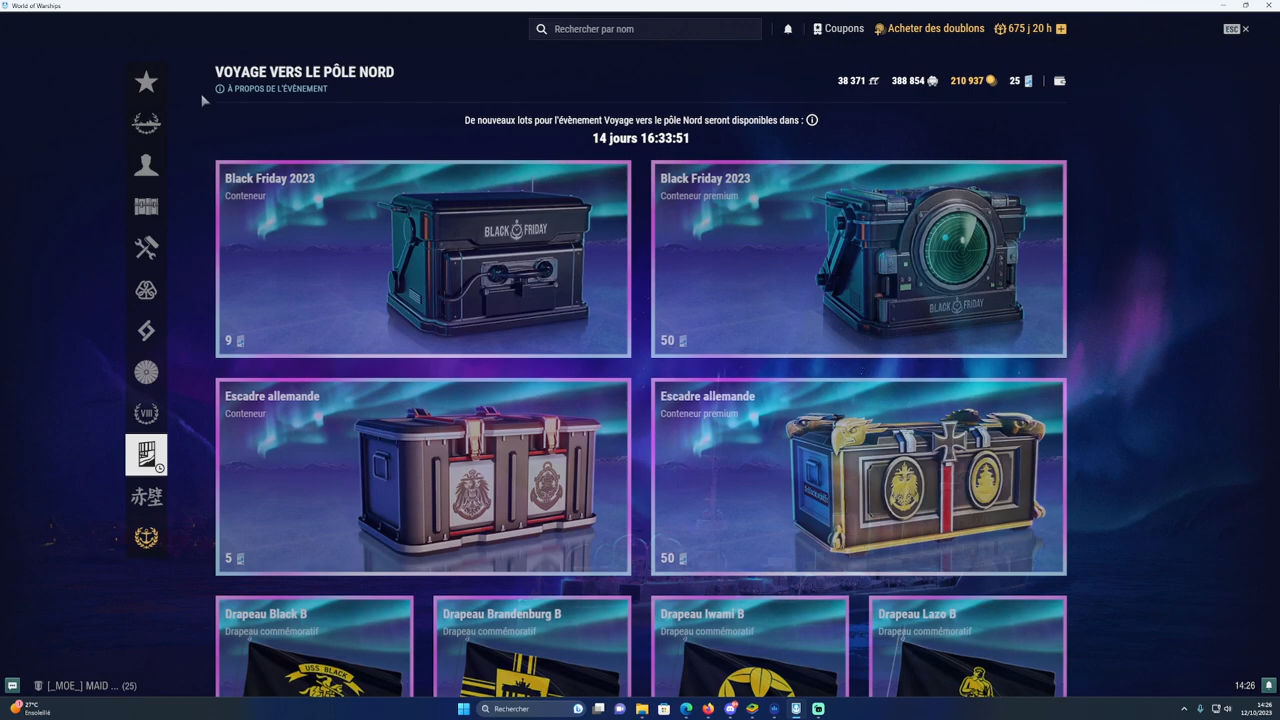 World of Warships
Rechercher par nom
Coupons
Acheter des doublons
675 j 20 h
ESC
VOYAGE VERS LE PÔLE NORD
À PROPOS DE L'ÉVÈNEMENT
38 371
388 854
210 937
25
De nouveaux lots pour l'évènement Voyage vers le pôle Nord seront disponibles dans :
14 jours 16:33:51
Black Friday 2023
Conteneur
BLACK FRIDAY
9
Black Friday 2023
Conteneur premium
BLACK FRIDAY
50
Escadre allemande
Conteneur
5
Escadre allemande
Conteneur premium
50
VIII
赤壁
Drapeau Black B
Drapeau commémoratif
USS BLACK
Drapeau Brandenburg B
Drapeau commémoratif
Drapeau Iwami B
Drapeau commémoratif
Drapeau Lazo B
Drapeau commémoratif
[_MOE_] MAID ... (25)
14:26
27°C
Ensoleillé
Rechercher
14:26
12/10/2023